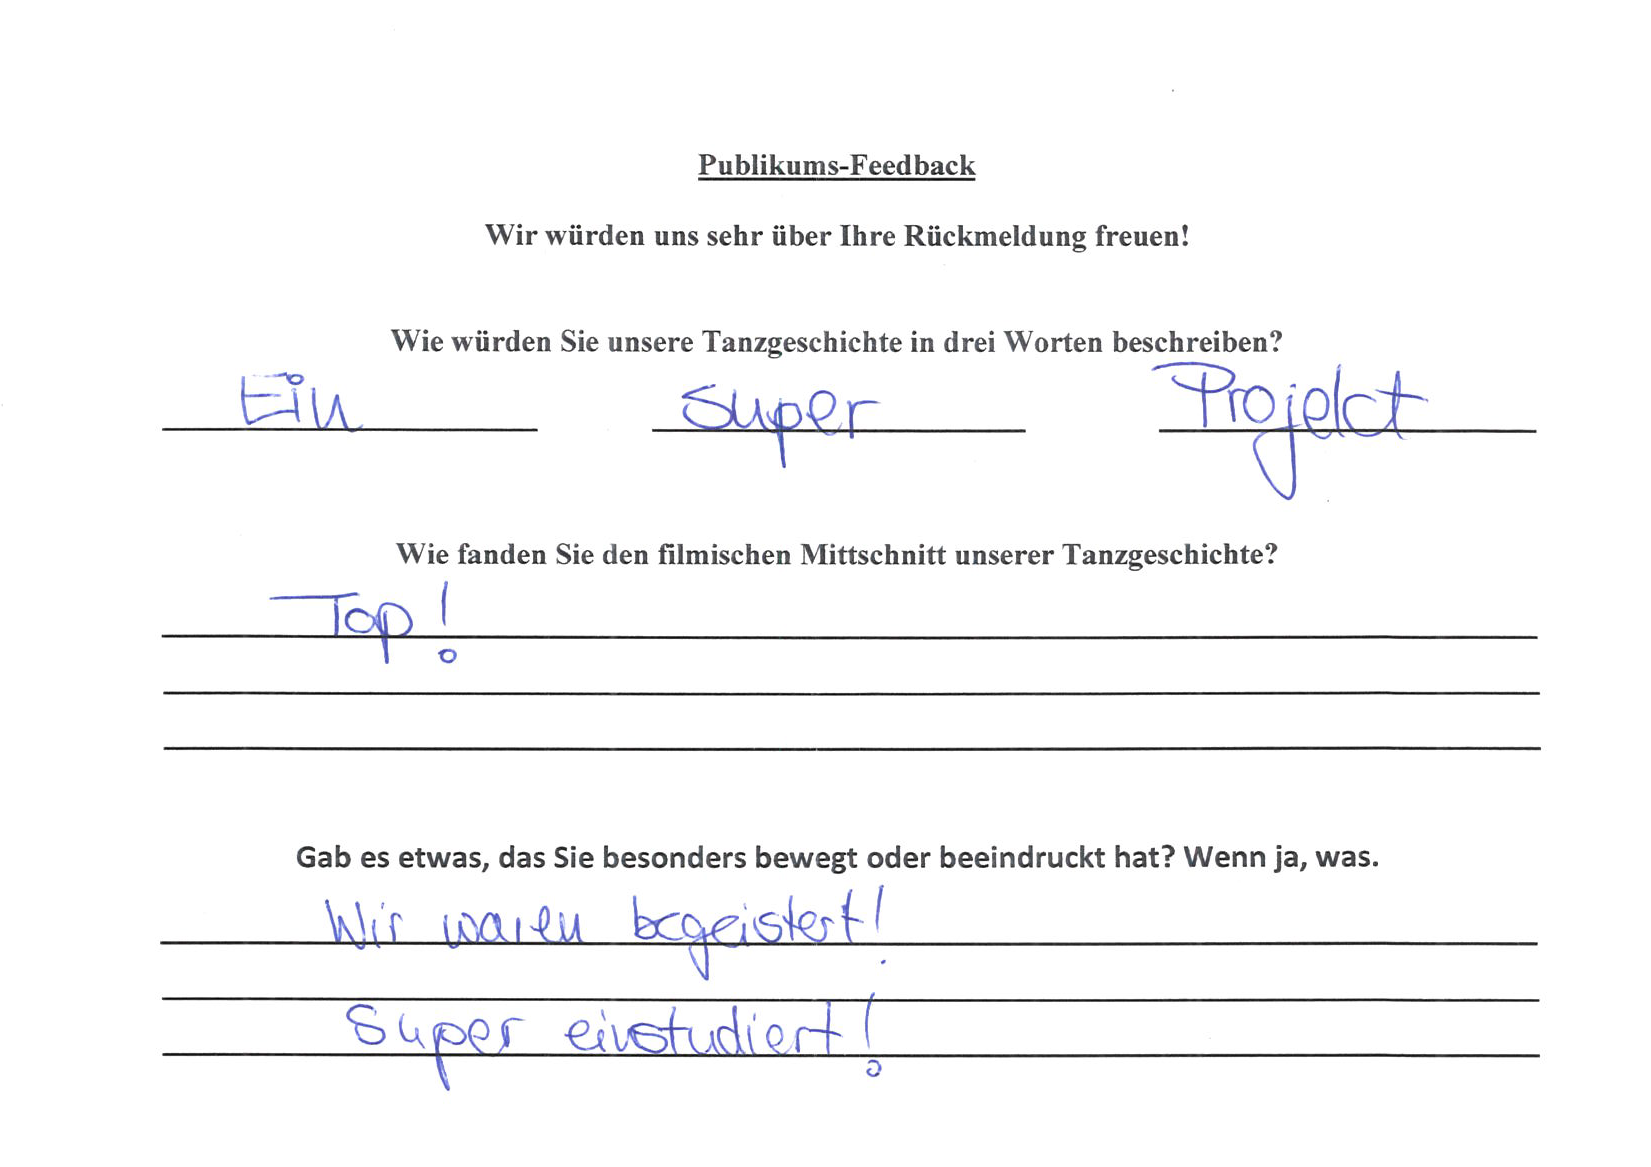 Publikums-Feedback
Wir würden uns sehr über Ihre Rückmeldung freuen!
Wie würden Sie unsere Tanzgeschichte in drei Worten beschreiben?
Ein super Projekt
Wie fanden Sie den filmischen Mittschnitt unserer Tanzgeschichte?
Top!
Gab es etwas, das Sie besonders bewegt oder beeindruckt hat? Wenn ja, was.
Wir waren begeistert!
Super einstudiert!